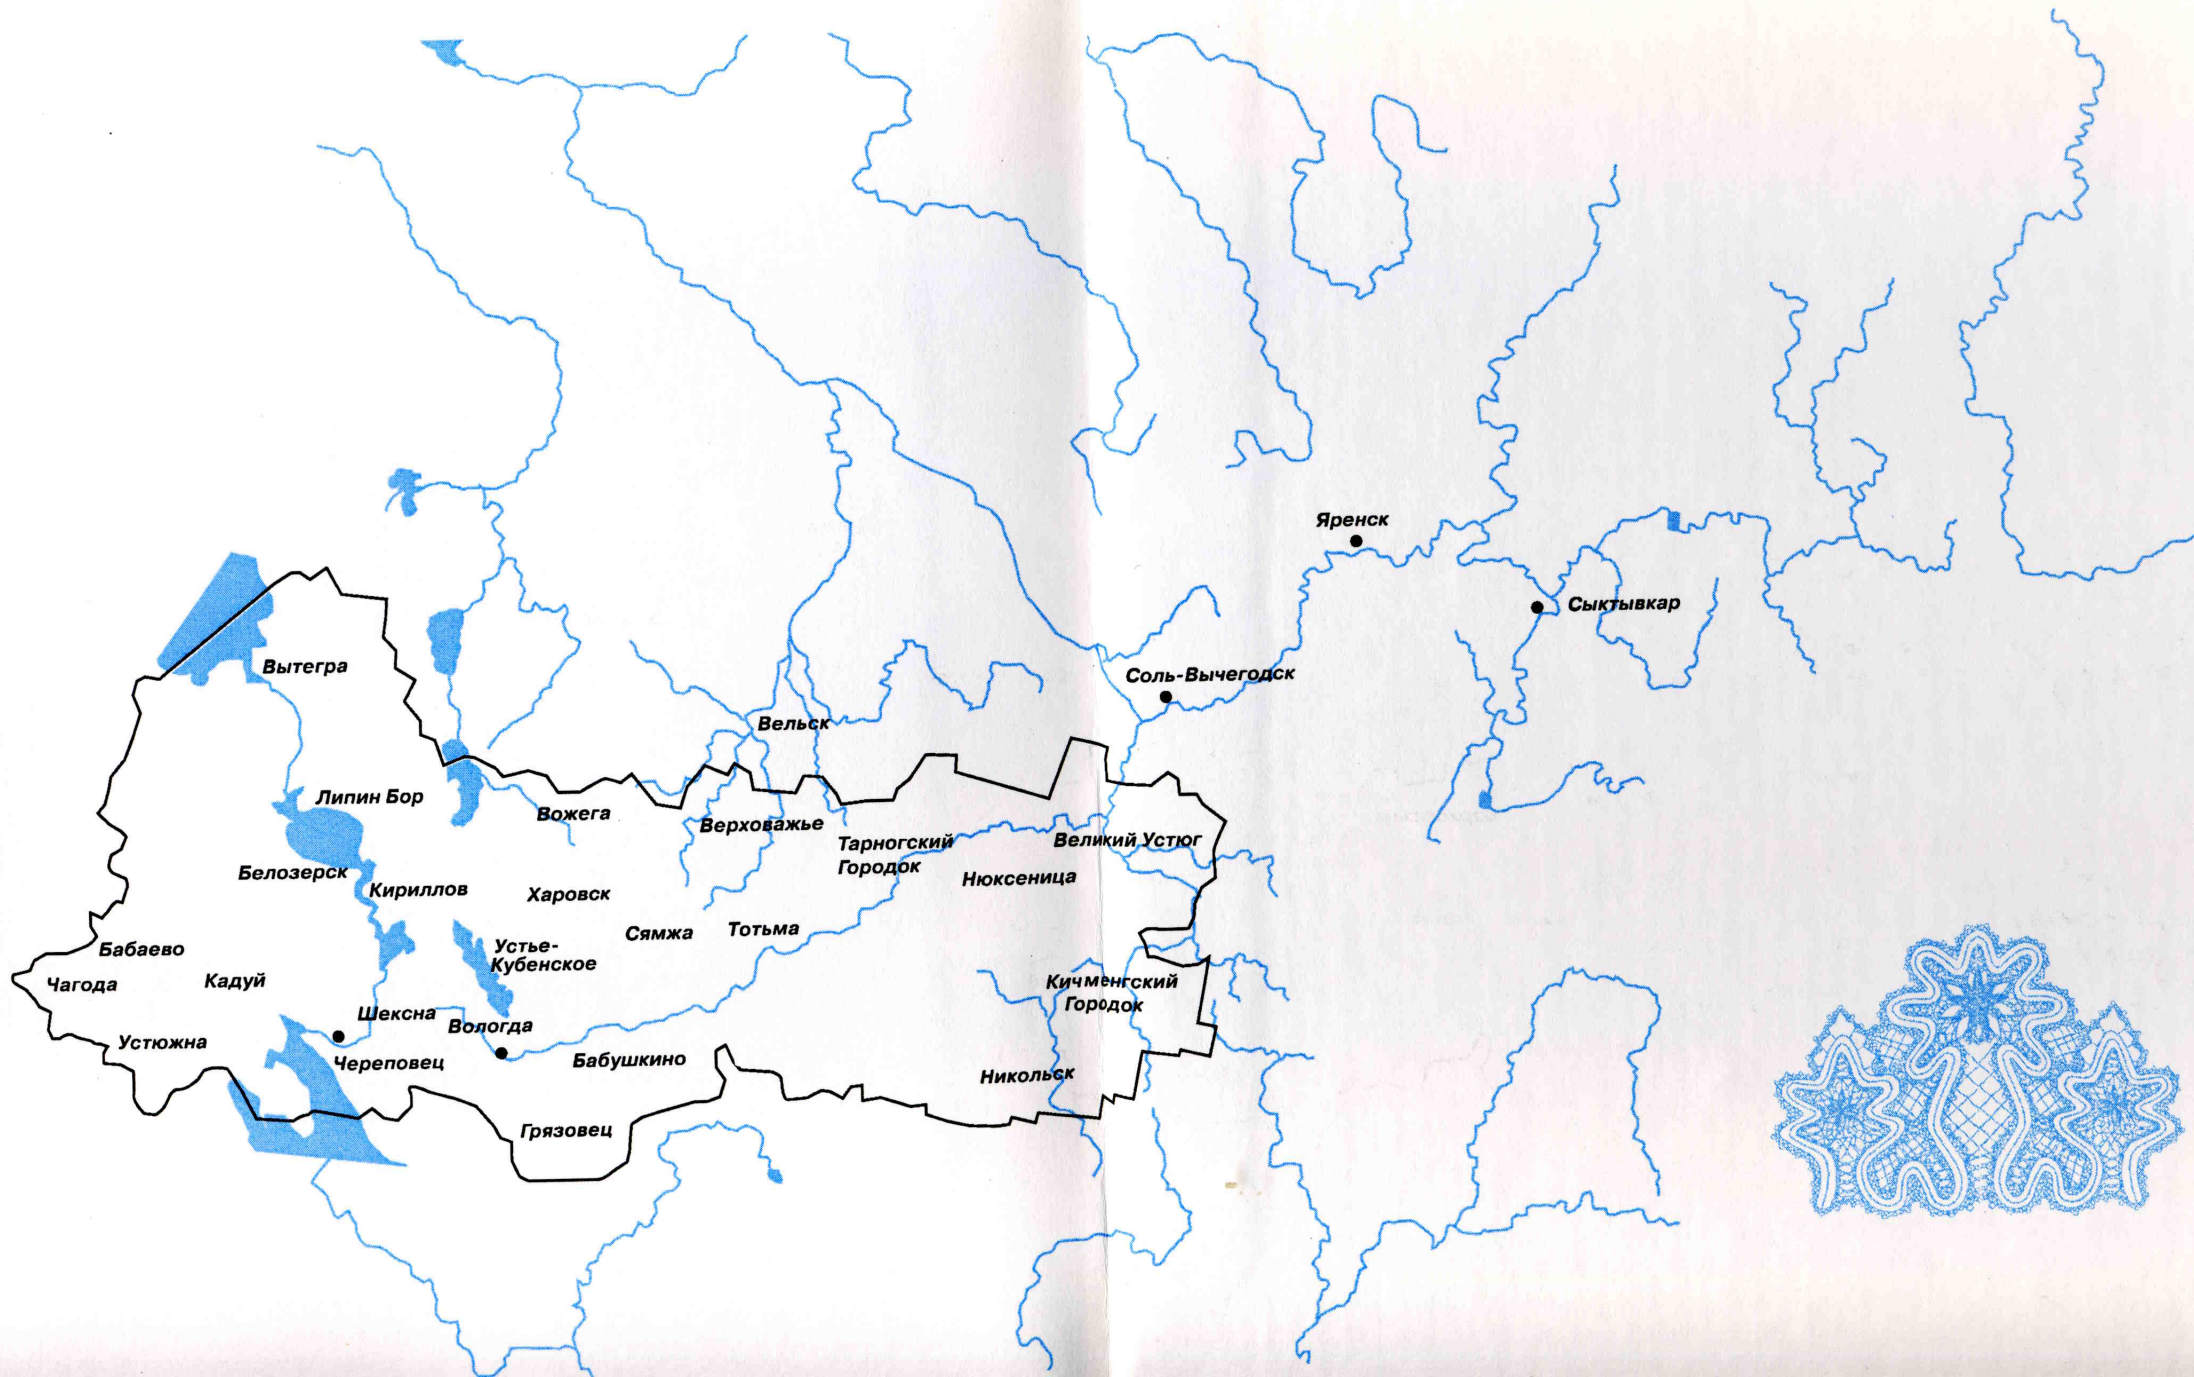 Яренск
Сыктывкар
Вытегра
Соль-Вычегодск
Вельск
Липин Бор
Вожега
Верховажье
Тарногский
Городок
Великий Устюг
Белозерск
Кириллов
Харовск
Нюксеница
Сямжа
Тотьма
Бабаево
Устье-
Кубенское
Чагода
Кадуй
Кичменгский
Городок
Шексна
Вологда
Устюжна
Череповец
Бабушкино
Никольск
Грязовец